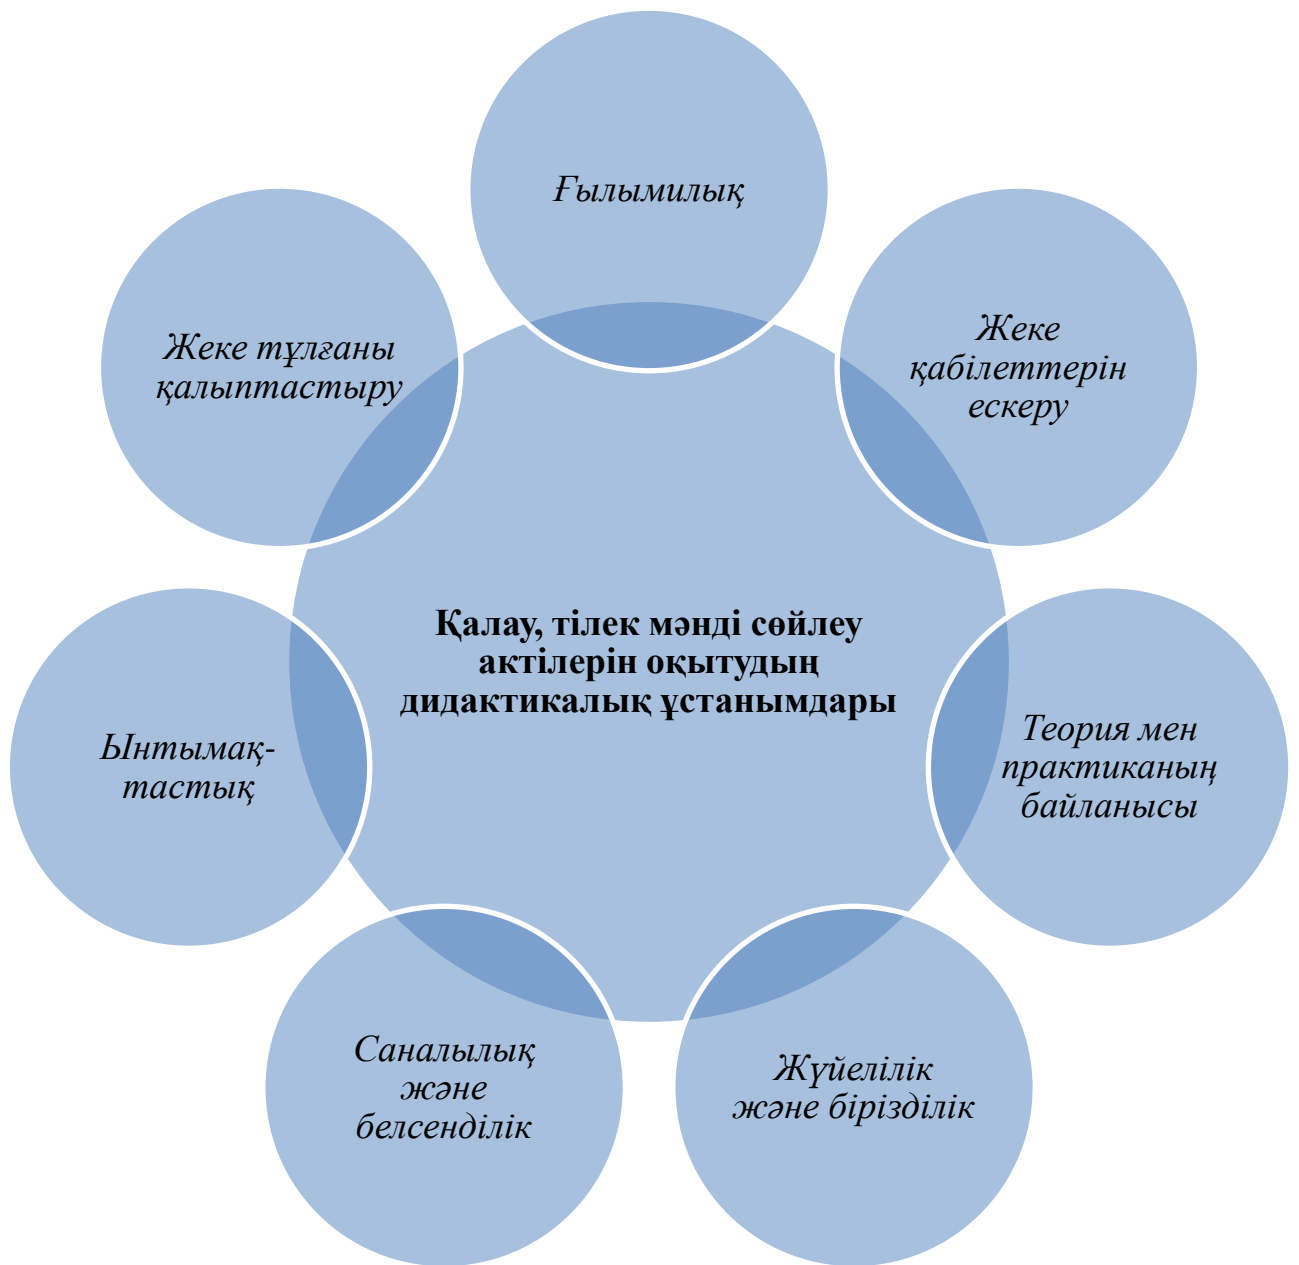 Ғылымилық
Жеке
қабілеттерін
ескеру
Теория мен
практиканың
байланысы
Жүйелілік
және бірізділік
Саналылық
және
белсенділік
Ынтымақ-
тастық
Жеке тұлғаны
қалыптастыру
Қалау, тілек мәнді сөйлеу
актілерін оқытудың
дидактикалық ұстанымдары